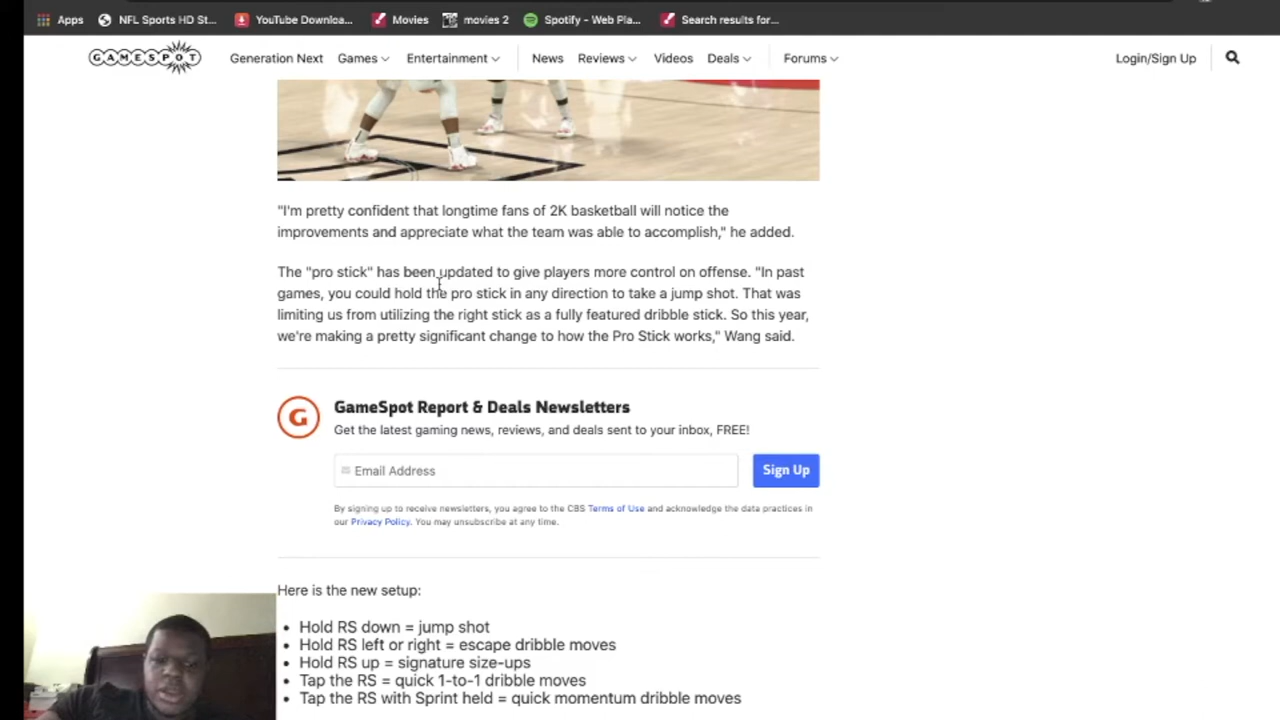 Apps NFL Sports HD St... YouTube Downloa... Movies movies 2 Spotify - Web Pla... Search results for...
GAMESPOT Generation Next Games Entertainment News Reviews Videos Deals Forums Login/Sign Up
"I'm pretty confident that longtime fans of 2K basketball will notice the
improvements and appreciate what the team was able to accomplish," he added.
The "pro stick" has been updated to give players more control on offense. "In past
games, you could hold the pro stick in any direction to take a jump shot. That was
limiting us from utilizing the right stick as a fully featured dribble stick. So this year,
we're making a pretty significant change to how the Pro Stick works," Wang said.
G
GameSpot Report & Deals Newsletters
Get the latest gaming news, reviews, and deals sent to your inbox, FREE!
Email Address
Sign Up
By signing up to receive newsletters, you agree to the CBS Terms of Use and acknowledge the data practices in
our Privacy Policy. You may unsubscribe at any time.
Here is the new setup:
• Hold RS down = jump shot
• Hold RS left or right = escape dribble moves
• Hold RS up = signature size-ups
• Tap the RS = quick 1-to-1 dribble moves
• Tap the RS with Sprint held = quick momentum dribble moves